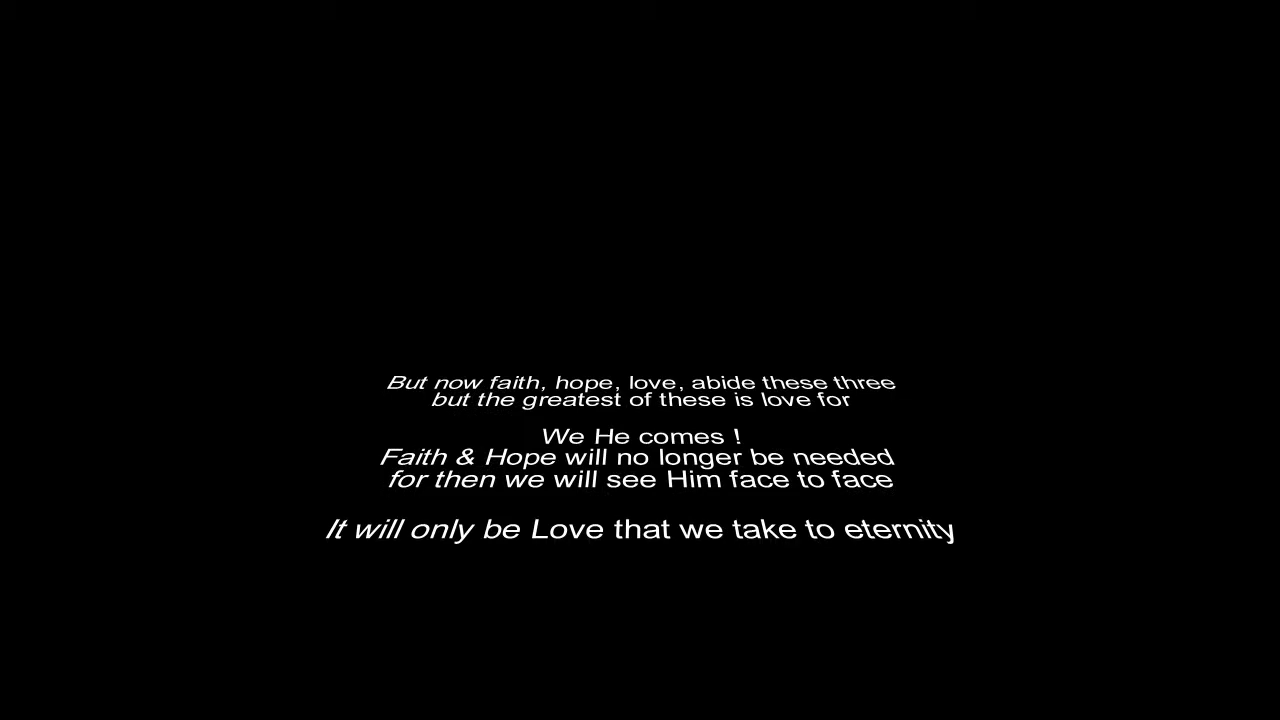 But now faith, hope, love, abide these three
but the greatest of these is love for
We He comes !
Faith & Hope will no longer be needed
for then we will see Him face to face
It will only be Love that we take to eternity